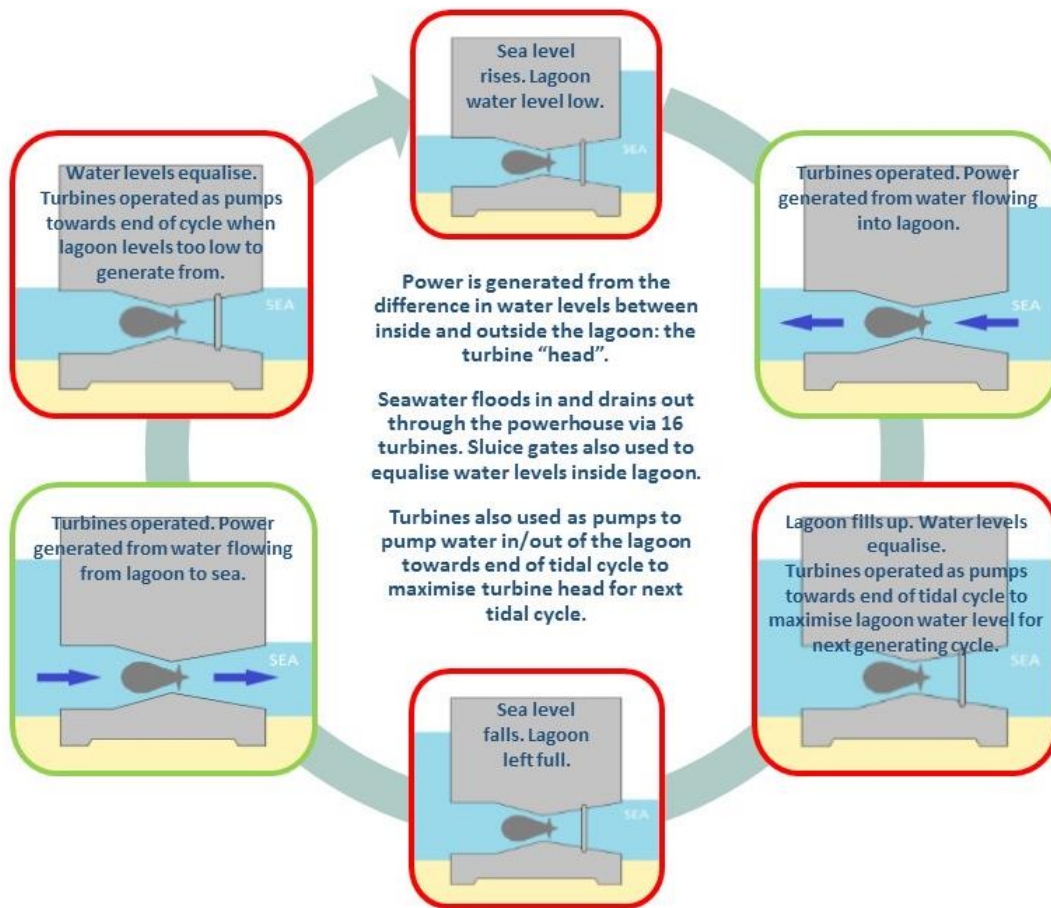 Sea level
rises. Lagoon
water level low.
SEA
Turbines operated. Power
generated from water flowing
into lagoon.
SEA
Lagoon fills up. Water levels
equalise.
Turbines operated as pumps
towards end of tidal cycle to
maximise lagoon water level for
next generating cycle.
SEA
Sea level
falls. Lagoon
left full.
SEA
Turbines operated. Power
generated from water flowing
from lagoon to sea.
SEA
Water levels equalise.
Turbines operated as pumps
towards end of cycle when
lagoon levels too low to
generate from.
SEA
Power is generated from the
difference in water levels between
inside and outside the lagoon: the
turbine “head”.
Seawater floods in and drains out
through the powerhouse via 16
turbines. Sluice gates also used to
equalise water levels inside lagoon.
Turbines also used as pumps to
pump water in/out of the lagoon
towards end of tidal cycle to
maximise turbine head for next
tidal cycle.